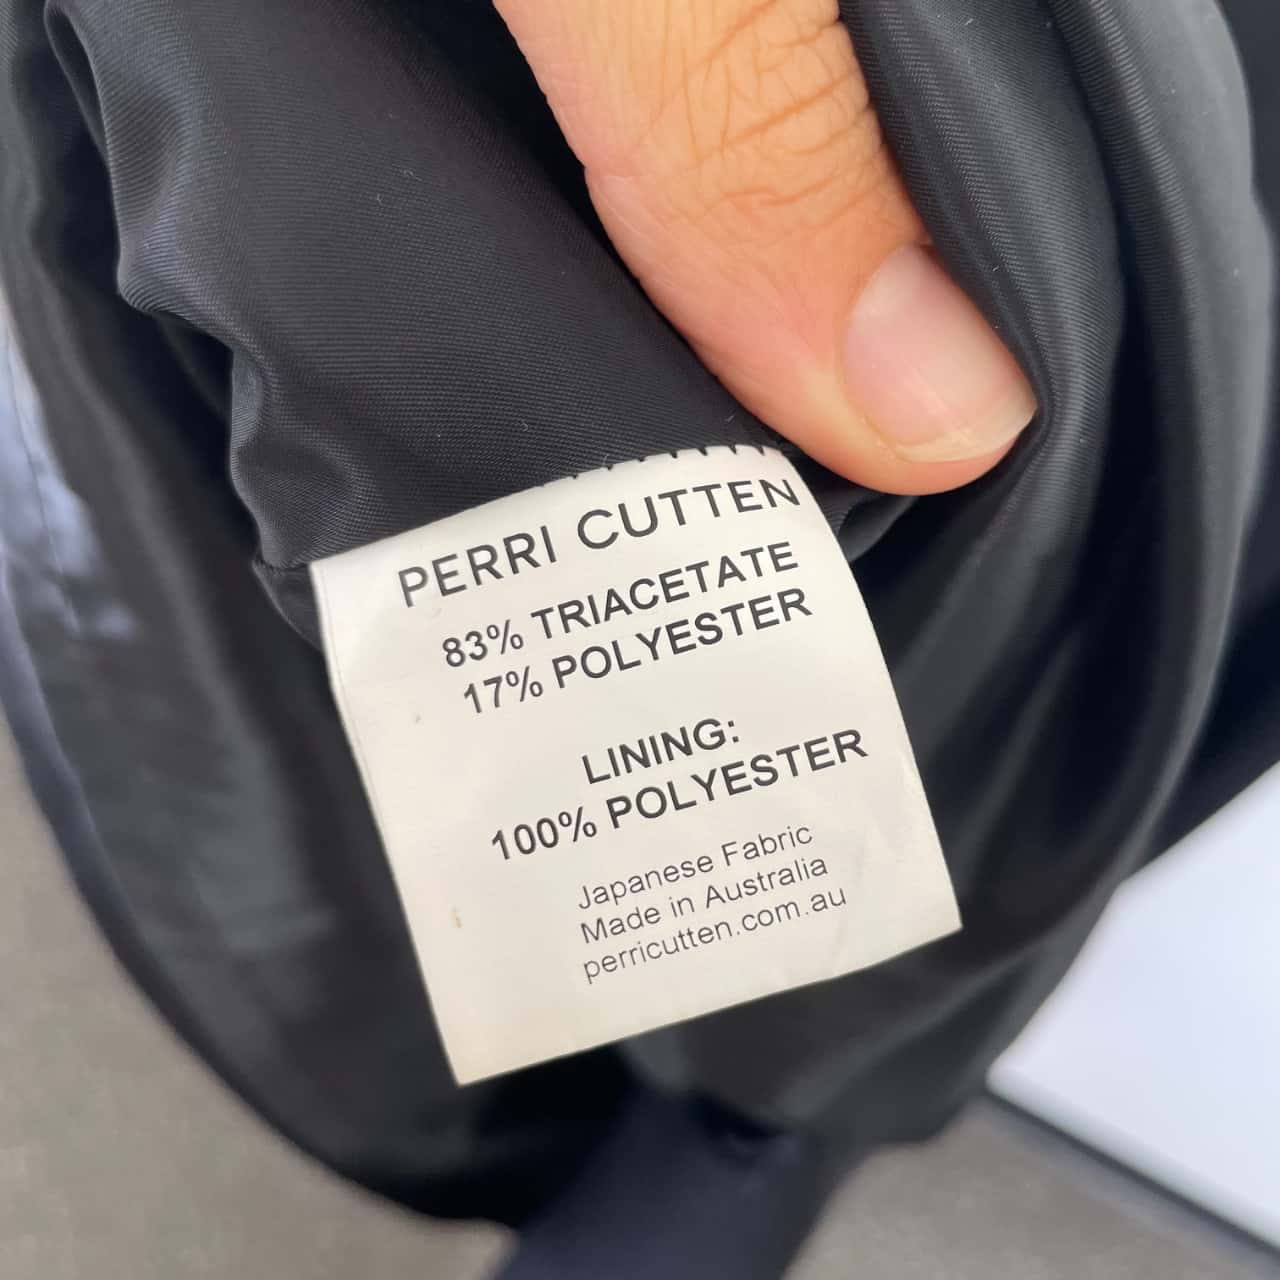 PERRI CUTTEN
83% TRIACETATE
17% POLYESTER
LINING:
100% POLYESTER
Japanese Fabric
Made in Australia
perricutten.com.au